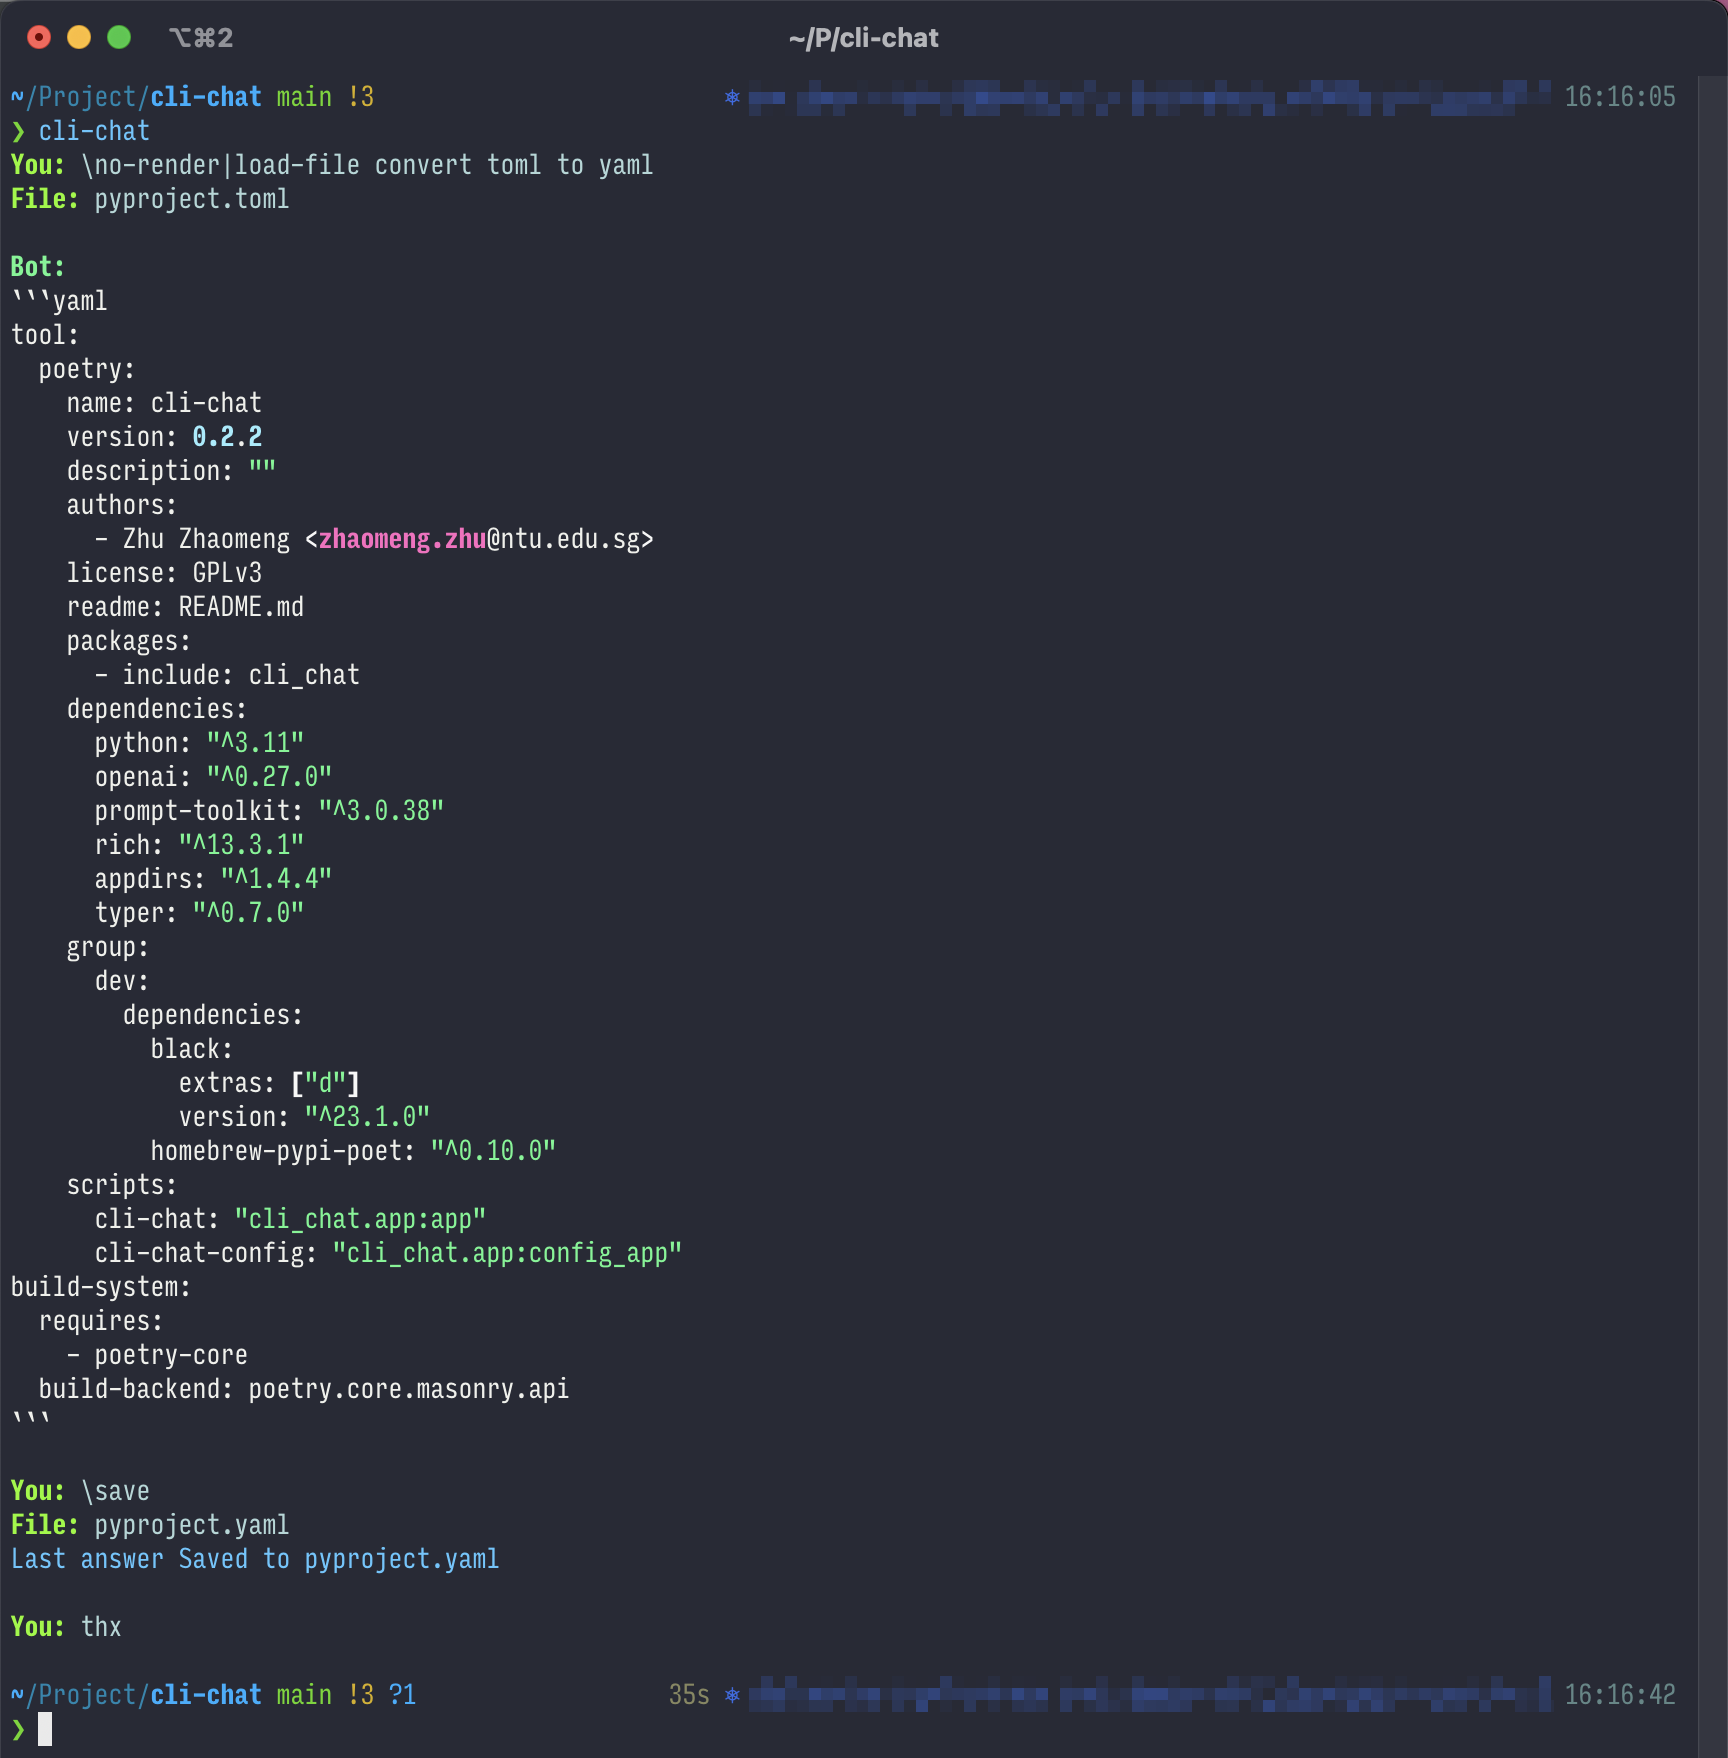 ⌥⌘2 ~/P/cli-chat
~/Project/cli-chat main !3 16:16:05
❯ cli-chat
You: \no-render|load-file convert toml to yaml
File: pyproject.toml
Bot:
```yaml
tool:
  poetry:
    name: cli-chat
    version: 0.2.2
    description: ""
    authors:
      - Zhu Zhaomeng <zhaomeng.zhu@ntu.edu.sg>
    license: GPLv3
    readme: README.md
    packages:
      - include: cli_chat
    dependencies:
      python: "^3.11"
      openai: "^0.27.0"
      prompt-toolkit: "^3.0.38"
      rich: "^13.3.1"
      appdirs: "^1.4.4"
      typer: "^0.7.0"
    group:
      dev:
        dependencies:
          black:
            extras: ["d"]
            version: "^23.1.0"
          homebrew-pypi-poet: "^0.10.0"
    scripts:
      cli-chat: "cli_chat.app:app"
      cli-chat-config: "cli_chat.app:config_app"
build-system:
  requires:
    - poetry-core
  build-backend: poetry.core.masonry.api
```
You: \save
File: pyproject.yaml
Last answer Saved to pyproject.yaml
You: thx
~/Project/cli-chat main !3 ?1 35s 16:16:42
❯